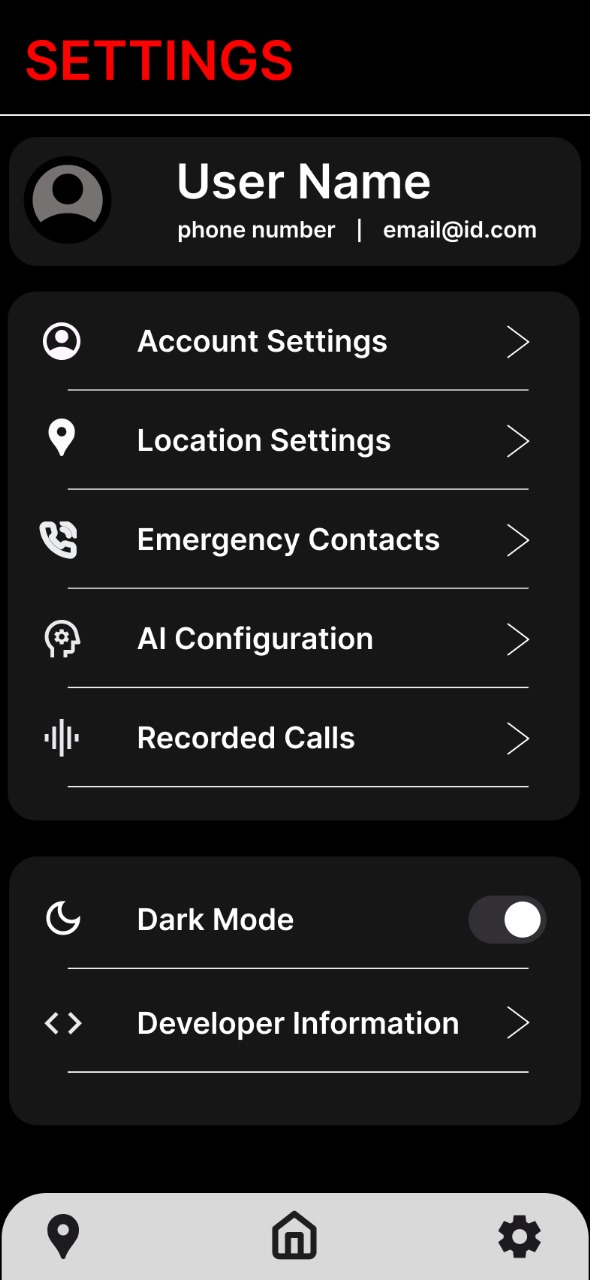 SETTINGS
User Name
phone number | email@id.com
Account Settings
Location Settings
Emergency Contacts
AI Configuration
Recorded Calls
Dark Mode
Developer Information